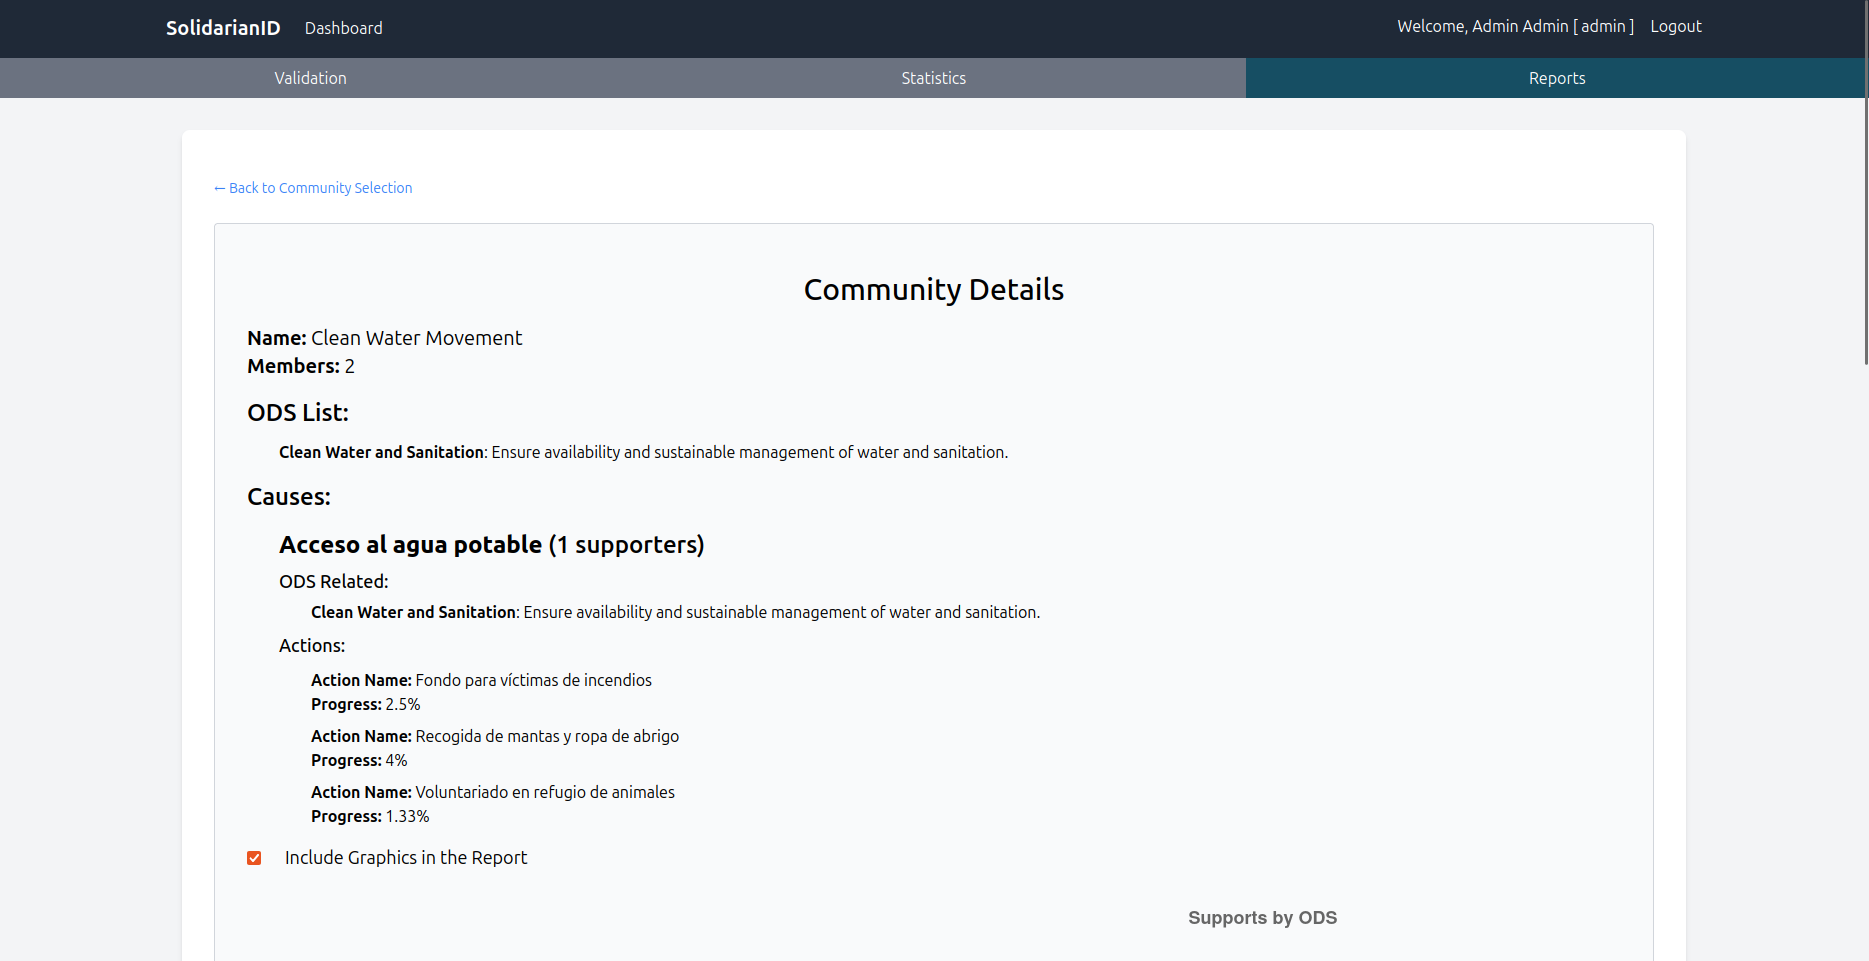 SolidarianID Dashboard Welcome, Admin Admin [ admin ] Logout
Validation Statistics Reports
← Back to Community Selection
Community Details
Name: Clean Water Movement
Members: 2
ODS List:
Clean Water and Sanitation: Ensure availability and sustainable management of water and sanitation.
Causes:
Acceso al agua potable (1 supporters)
ODS Related:
Clean Water and Sanitation: Ensure availability and sustainable management of water and sanitation.
Actions:
Action Name: Fondo para víctimas de incendios
Progress: 2.5%
Action Name: Recogida de mantas y ropa de abrigo
Progress: 4%
Action Name: Voluntariado en refugio de animales
Progress: 1.33%
Include Graphics in the Report
Supports by ODS